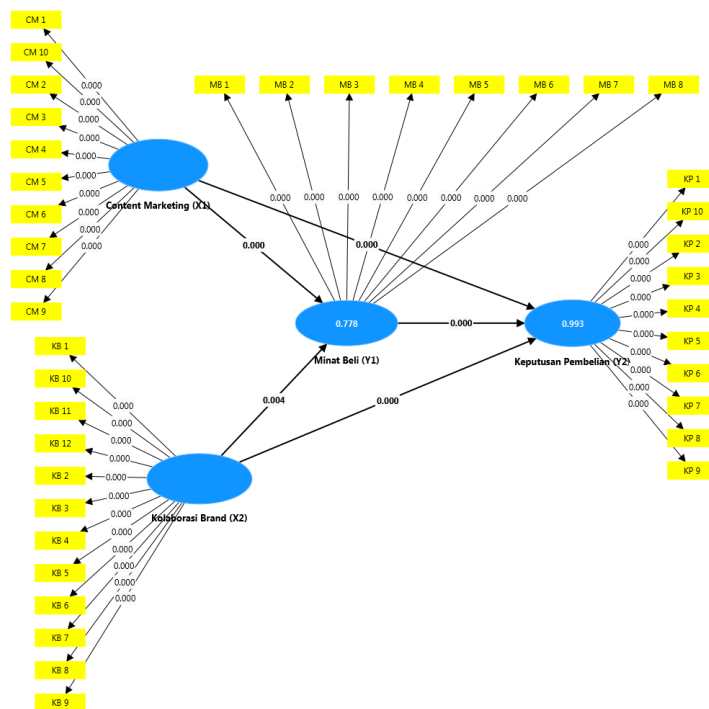 CM 1
CM 10
CM 2
CM 3
CM 4
CM 5
CM 6
CM 7
CM 8
CM 9
0.000
0.000
0.000
0.000
0.000
0.000
0.000
0.000
0.000
0.000
Content Marketing (X1)
MB 1 MB 2 MB 3 MB 4 MB 5 MB 6 MB 7 MB 8
0.000 0.000 0.000 0.000 0.000 0.000 0.000 0.000
0.000
0.000
0.778
Minat Beli (Y1)
0.000
0.004
0.000
KP 1
KP 10
KP 2
KP 3
KP 4
KP 5
KP 6
KP 7
KP 8
KP 9
0.000
0.000
0.000
0.000
0.000
0.000
0.000
0.000
0.000
0.000
0.993
Keputusan Pembelian (Y2)
KB 1
KB 10
KB 11
KB 12
KB 2
KB 3
KB 4
KB 5
KB 6
KB 7
KB 8
KB 9
0.000
0.000
0.000
0.000
0.000
0.000
0.000
0.000
0.000
0.000
0.000
0.000
Kolaborasi Brand (X2)